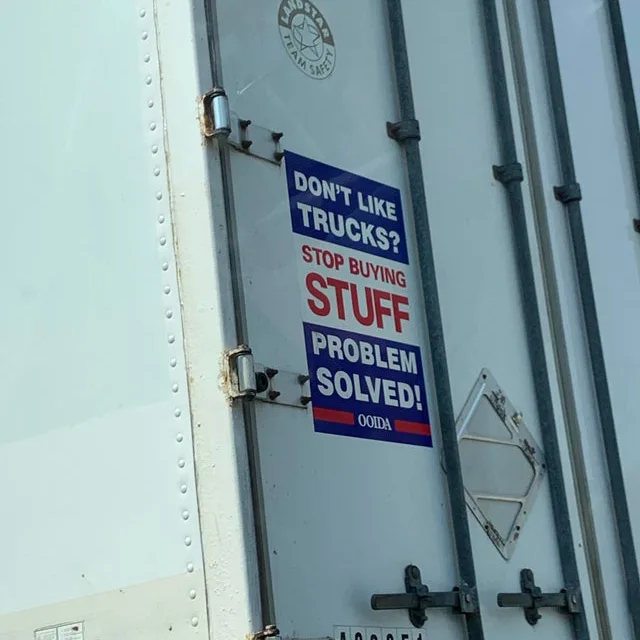 TEAM SAFETY
DON'T LIKE
TRUCKS?
STOP BUYING
STUFF
PROBLEM
SOLVED!
OOIDA